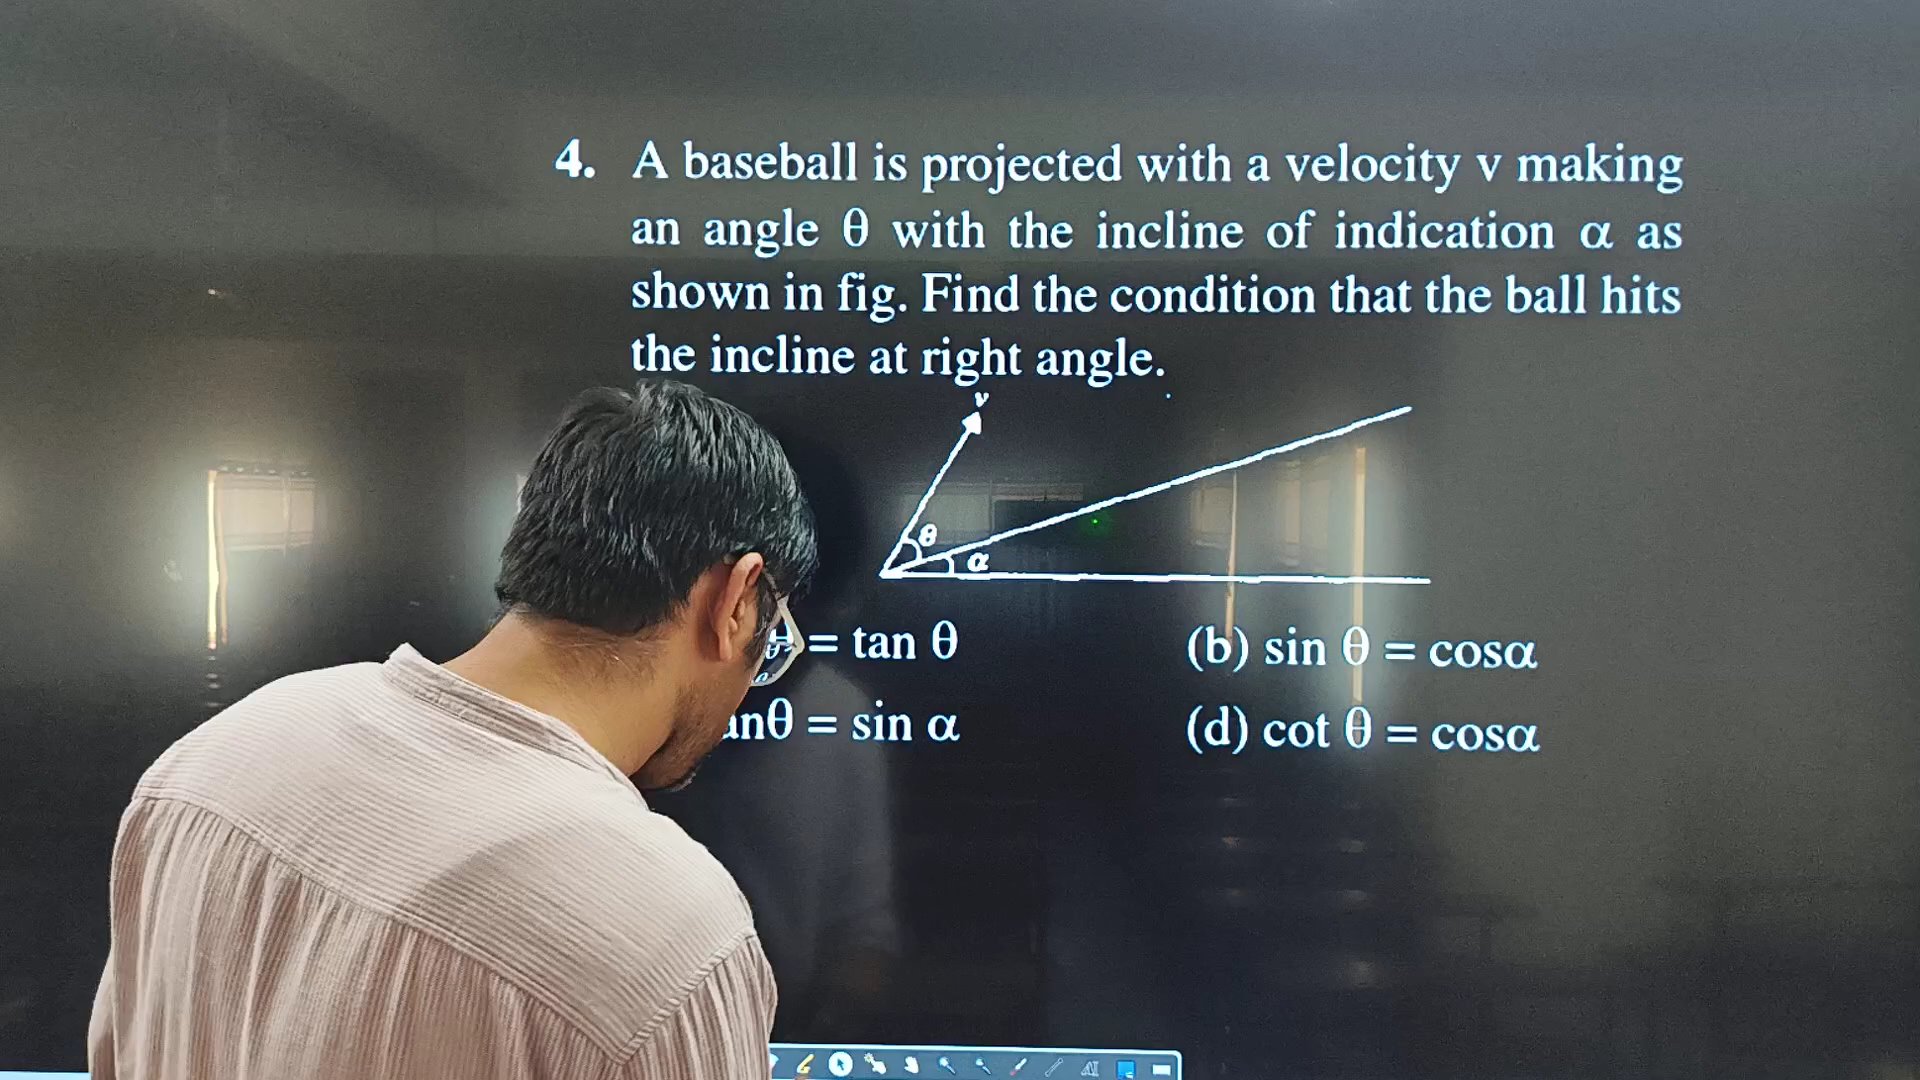 4. A baseball is projected with a velocity v making
an angle θ with the incline of indication α as
shown in fig. Find the condition that the ball hits
the incline at right angle.
v
θ
α
= tan θ
(b) sin θ = cosα
= sin α
(d) cot θ = cosα